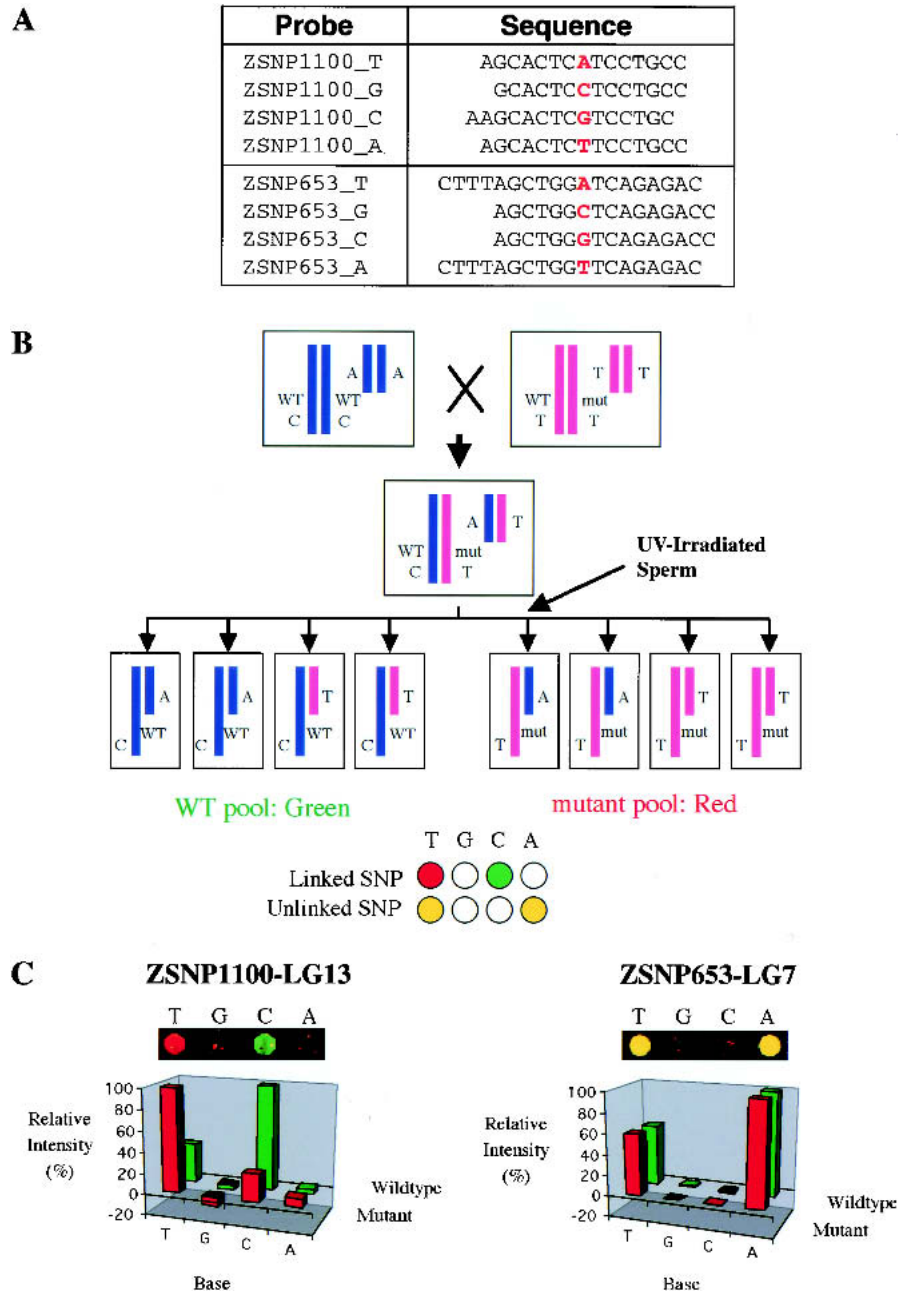 A
Probe Sequence
ZSNP1100_T AGCACTCATCCTGCC
ZSNP1100_G GCACTCCTCCTGCC
ZSNP1100_C AAGCACTCGTCCTGC
ZSNP1100_A AGCACTCTTCCTGCC
ZSNP653_T CTTTAGCTGGATCAGAGAC
ZSNP653_G AGCTGGCTCAGAGACC
ZSNP653_C AGCTGGGTCAGAGACC
ZSNP653_A CTTTAGCTGGTTCAGAGAC
B
A A
WT WT
C C
T T
WT mut
T T
A T
WT mut
C T
UV-Irradiated
Sperm
A A T T A A T T
WT WT WT WT mut mut mut mut
C C C C T T T T
WT pool: Green
mutant pool: Red
T G C A
Linked SNP
Unlinked SNP
C
ZSNP1100-LG13
T G C A
Relative
Intensity
(%)
100
80
60
40
20
0
-20
T G C A
Wildtype
Mutant
Base
ZSNP653-LG7
T G C A
Relative
Intensity
(%)
100
80
60
40
20
0
-20
T G C A
Wildtype
Mutant
Base